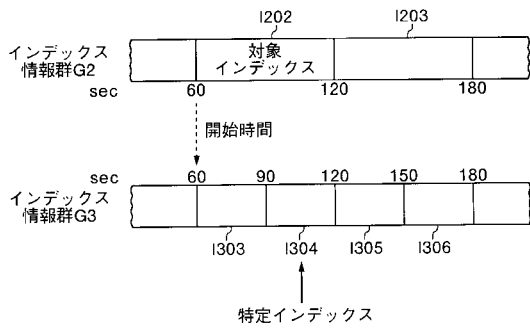 I202
I203
インデックス
情報群G2
対象
インデックス
sec
60
120
180
開始時間
sec
60
90
120
150
180
インデックス
情報群G3
I303
I304
I305
I306
特定インデックス